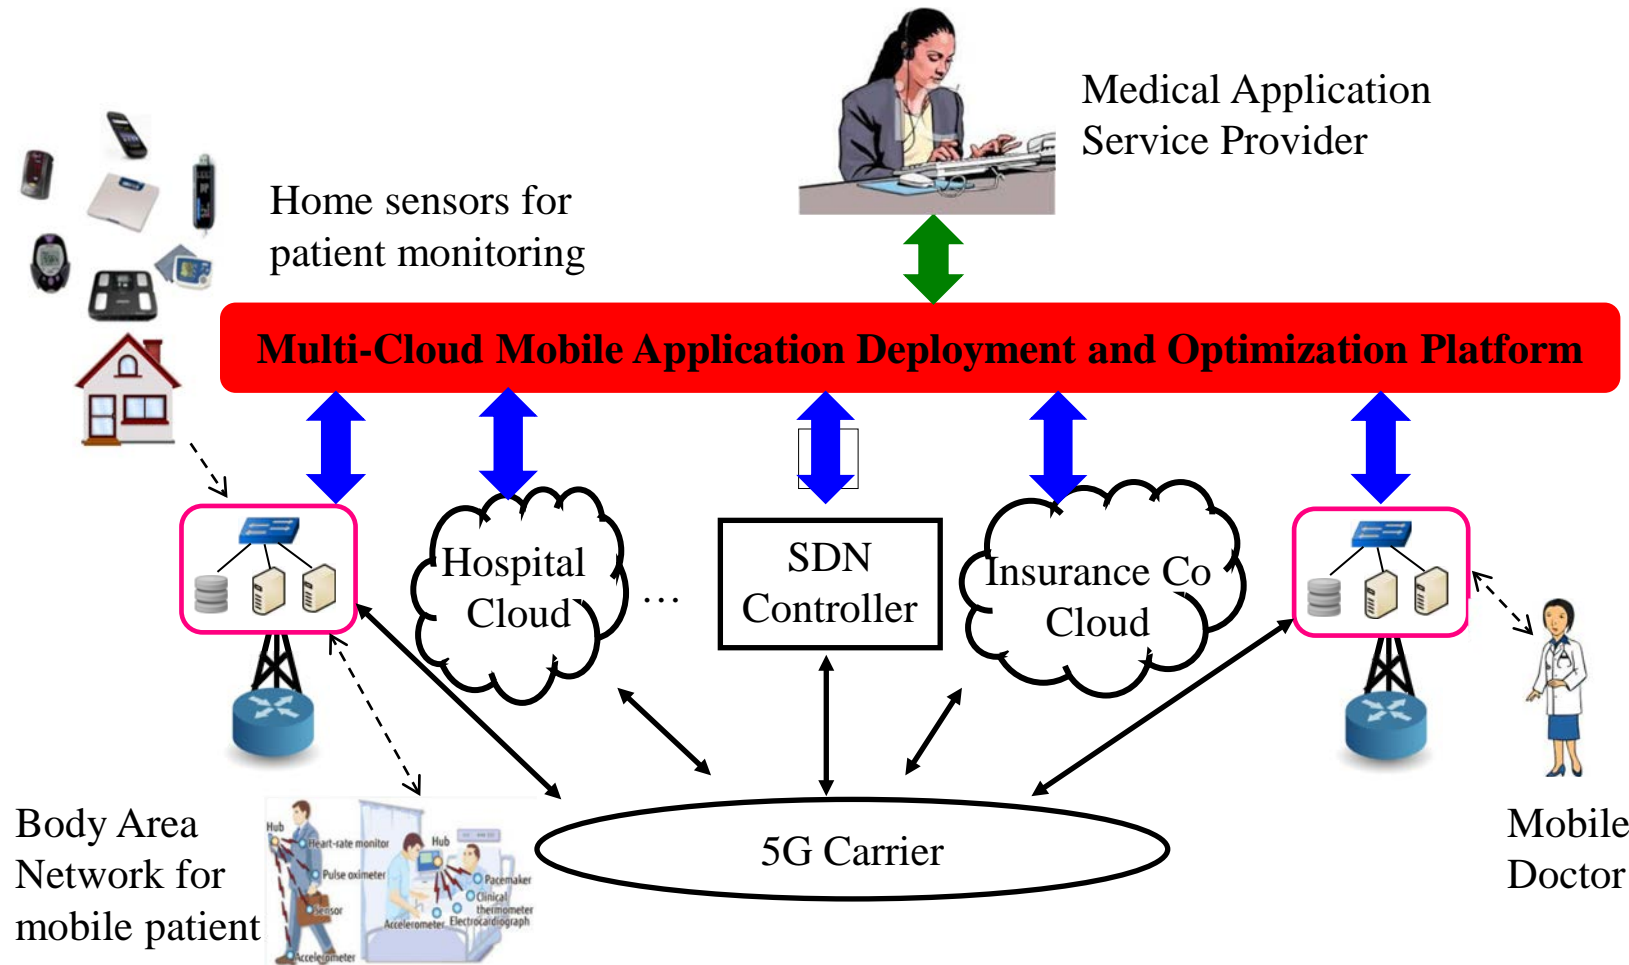 Medical Application
Service Provider
Home sensors for
patient monitoring
Multi-Cloud Mobile Application Deployment and Optimization Platform
Hospital
Cloud
...
SDN
Controller
Insurance Co
Cloud
5G Carrier
Body Area
Network for
mobile patient
Hub
Heart-rate monitor
Pulse oximeter
Sensor
Accelerometer
Hub
Pacemaker
Clinical
thermometer
Electrocardiograph
Accelerometer
Mobile
Doctor